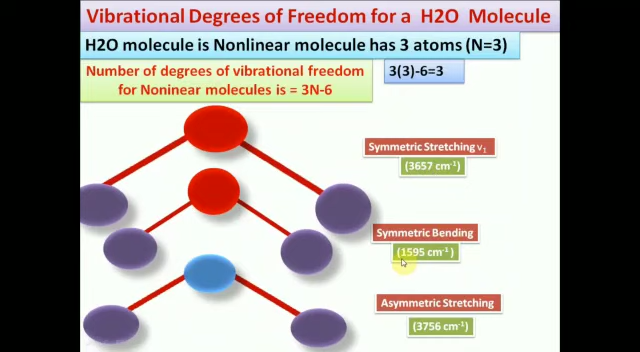 Vibrational Degrees of Freedom for a H2O Molecule
H2O molecule is Nonlinear molecule has 3 atoms (N=3)
Number of degrees of vibrational freedom
for Noninear molecules is = 3N-6
3(3)-6=3
Symmetric Stretching ν₁
(3657 cm⁻¹)
Symmetric Bending
(1595 cm⁻¹)
Asymmetric Stretching
(3756 cm⁻¹)